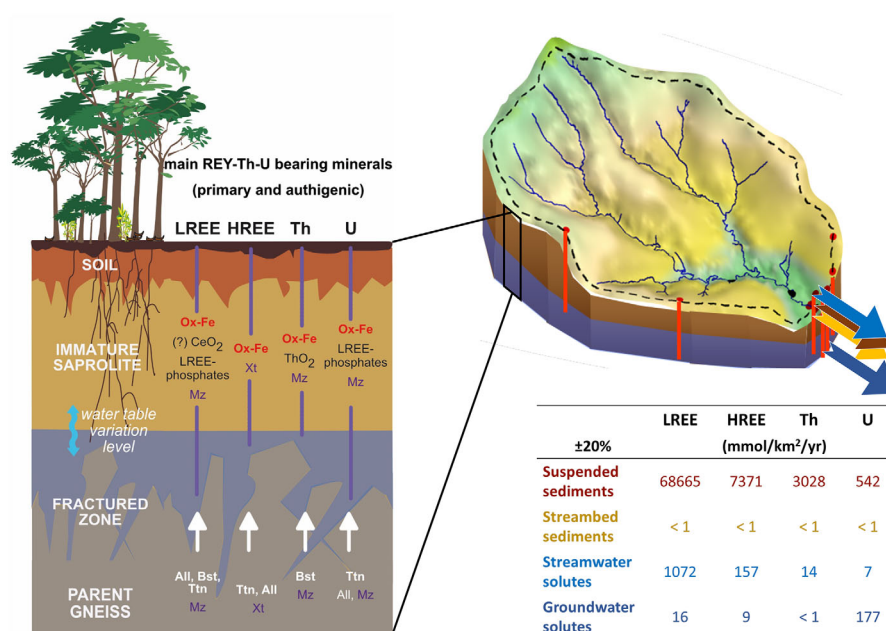 main REY-Th-U bearing minerals
(primary and authigenic)
LREE HREE Th U
SOIL
IMMATURE
SAPROLITE
Ox-Fe
(?) CeO₂
LREE-
phosphates
Mz
Ox-Fe
Xt
Ox-Fe
ThO₂
Mz
Ox-Fe
LREE-
phosphates
Mz
water table
variation
level
FRACTURED
ZONE
PARENT
GNEISS
All, Bst,
Ttn
Mz
Ttn, All
Xt
Bst
Mz
Ttn
All, Mz
LREE HREE Th U
±20% (mmol/km²/yr)
Suspended
sediments 68665 7371 3028 542
Streambed
sediments < 1 < 1 < 1 < 1
Streamwater
solutes 1072 157 14 7
Groundwater
solutes 16 9 < 1 177